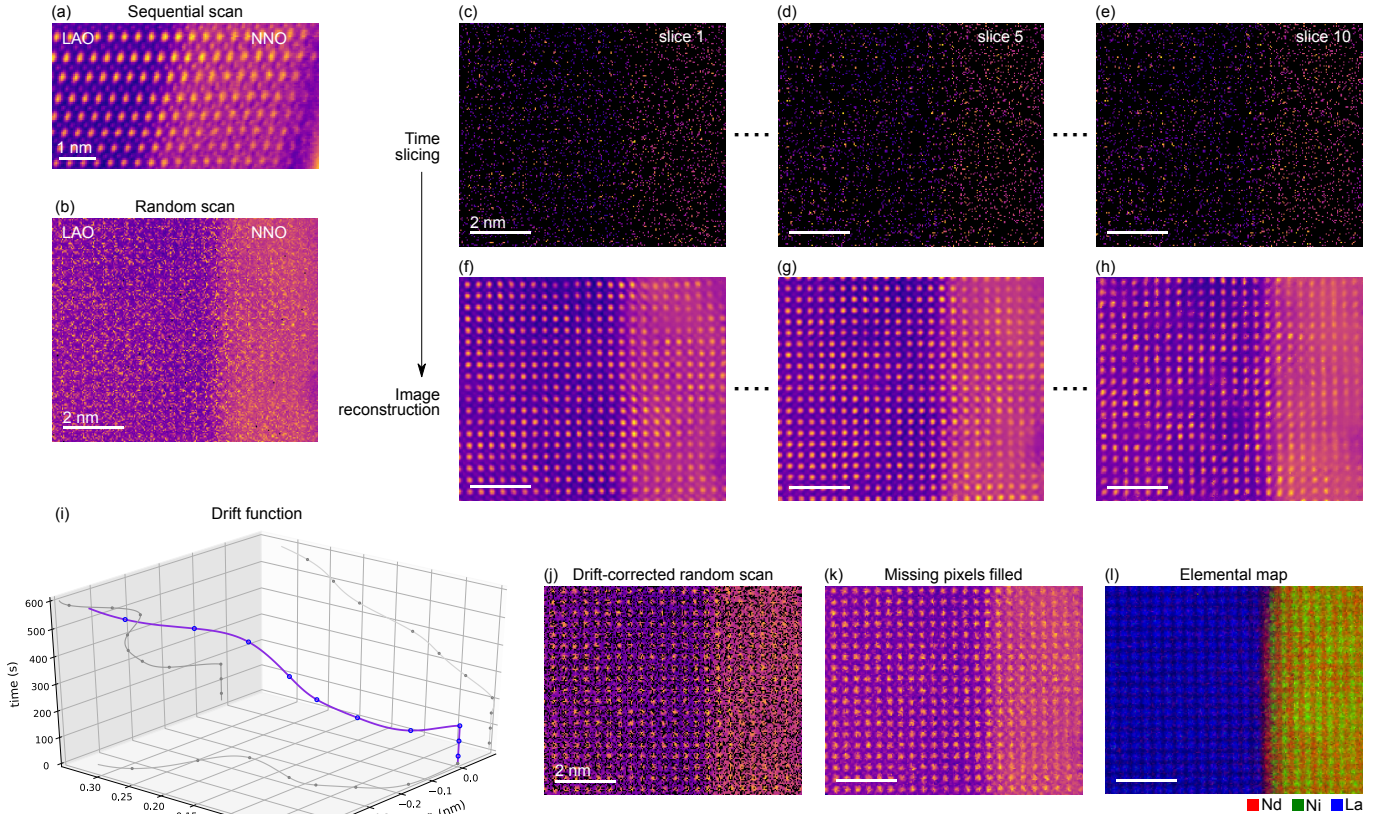 (a) Sequential scan
LAO NNO
1 nm
(b) Random scan
LAO NNO
2 nm
Time
slicing
Image
reconstruction
(c) slice 1
2 nm
(d) slice 5
(e) slice 10
(f)
(g)
(h)
(i) Drift function
time (s)
600
500
400
300
200
100
0
0.30
0.25
0.20
0.0
−0.1
−0.2
(nm)
(j) Drift-corrected random scan
2 nm
(k) Missing pixels filled
(l) Elemental map
Nd Ni La